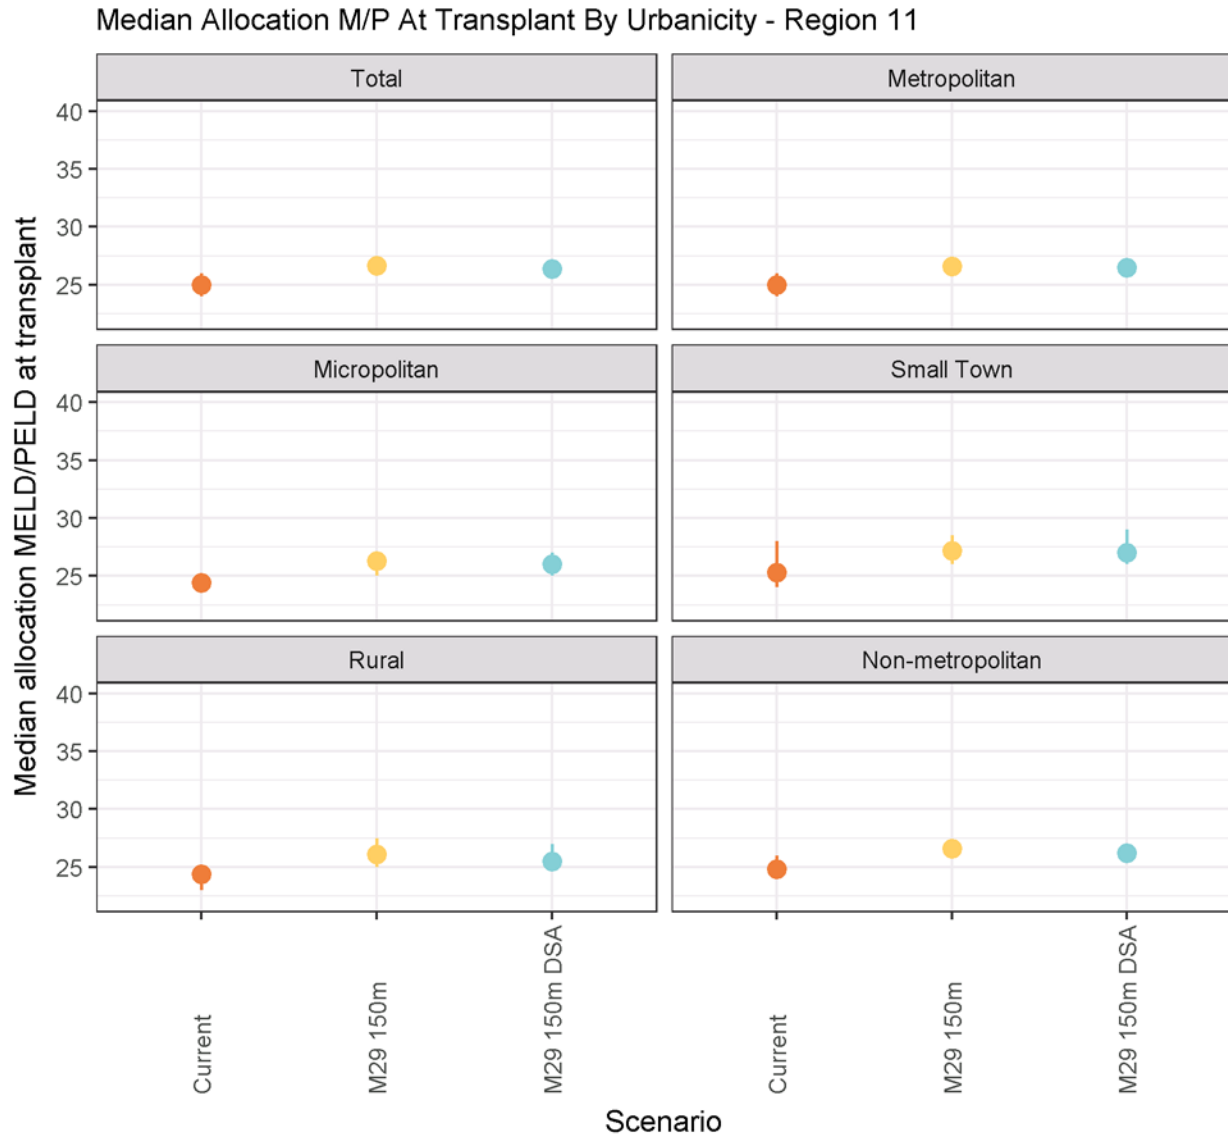 Median Allocation M/P At Transplant By Urbanicity - Region 11
Median allocation MELD/PELD at transplant
Total
Metropolitan
40
35
30
25
Micropolitan
Small Town
40
35
30
25
Rural
Non-metropolitan
40
35
30
25
Current
M29 150m
M29 150m DSA
Current
M29 150m
M29 150m DSA
Scenario